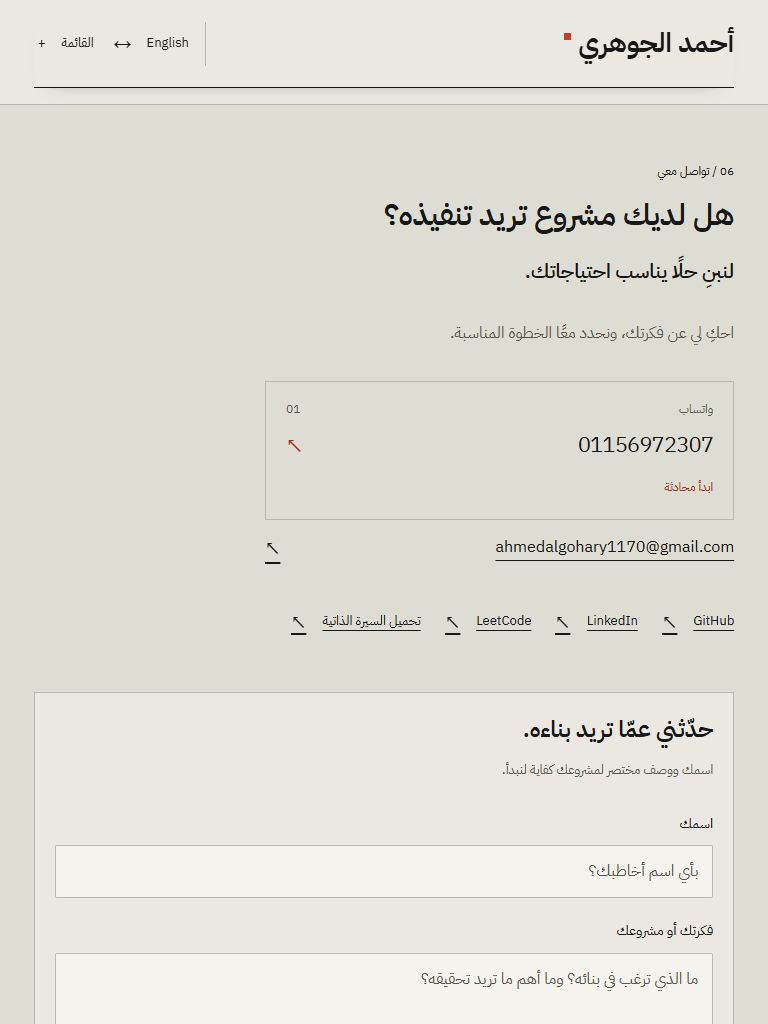 أحمد الجوهري
English ↔ القائمة +
06 / تواصل معي
هل لديك مشروع تريد تنفيذه؟
لنبنِ حلًا يناسب احتياجاتك.
احكِ لي عن فكرتك، ونحدد معًا الخطوة المناسبة.
واتساب 01
01156972307 ↖
ابدأ محادثة
ahmedalgohary1170@gmail.com ↖
GitHub ↖ LinkedIn ↖ LeetCode ↖ تحميل السيرة الذاتية ↖
حدّثني عمّا تريد بناءه.
اسمك ووصف مختصر لمشروعك كفاية لنبدأ.
اسمك
بأي اسم أخاطبك؟
فكرتك أو مشروعك
ما الذي ترغب في بنائه؟ وما أهم ما تريد تحقيقه؟